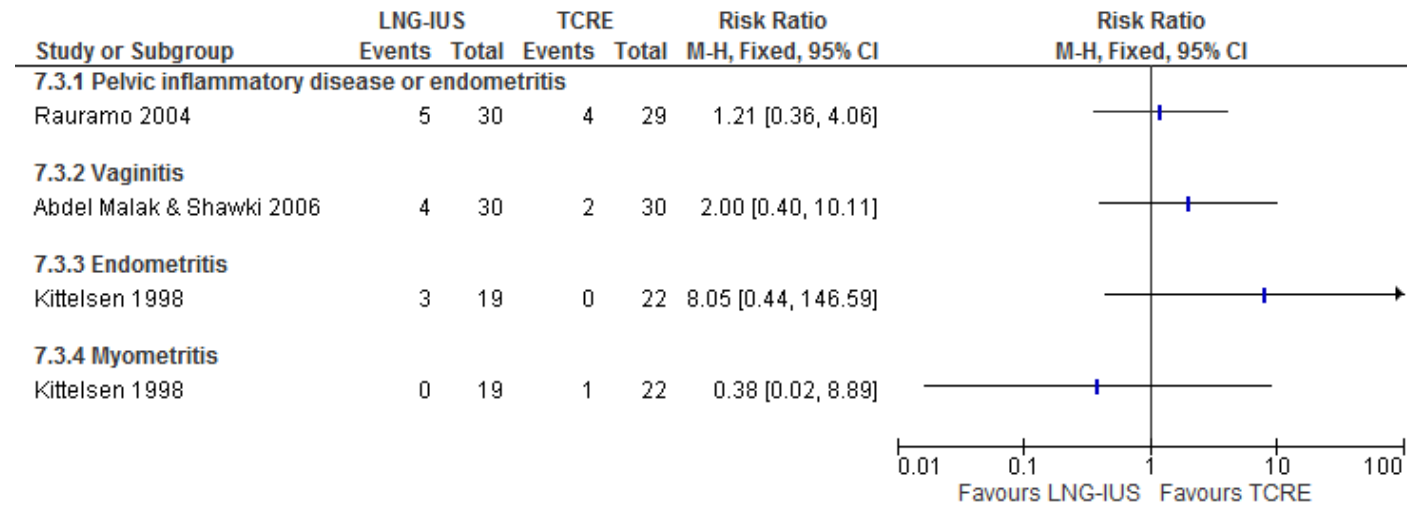 LNG-IUS TCRE Risk Ratio Risk Ratio
Study or Subgroup Events Total Events Total M-H, Fixed, 95% CI M-H, Fixed, 95% CI
7.3.1 Pelvic inflammatory disease or endometritis
Rauramo 2004 5 30 4 29 1.21 [0.36, 4.06]
7.3.2 Vaginitis
Abdel Malak & Shawki 2006 4 30 2 30 2.00 [0.40, 10.11]
7.3.3 Endometritis
Kittelsen 1998 3 19 0 22 8.05 [0.44, 146.59]
7.3.4 Myometritis
Kittelsen 1998 0 19 1 22 0.38 [0.02, 8.89]
0.01 0.1 1 10 100
Favours LNG-IUS Favours TCRE